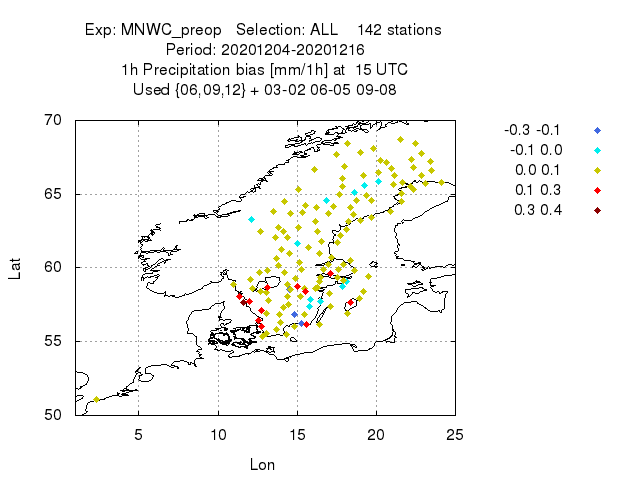 Exp: MNWC_preop   Selection: ALL    142 stations
Period: 20201204-20201216
1h Precipitation bias [mm/1h] at  15 UTC
Used {06,09,12} + 03-02 06-05 09-08
-0.3 -0.1
-0.1 0.0
0.0 0.1
0.1 0.3
0.3 0.4
Lat
70
65
60
55
50
5 10 15 20 25
Lon